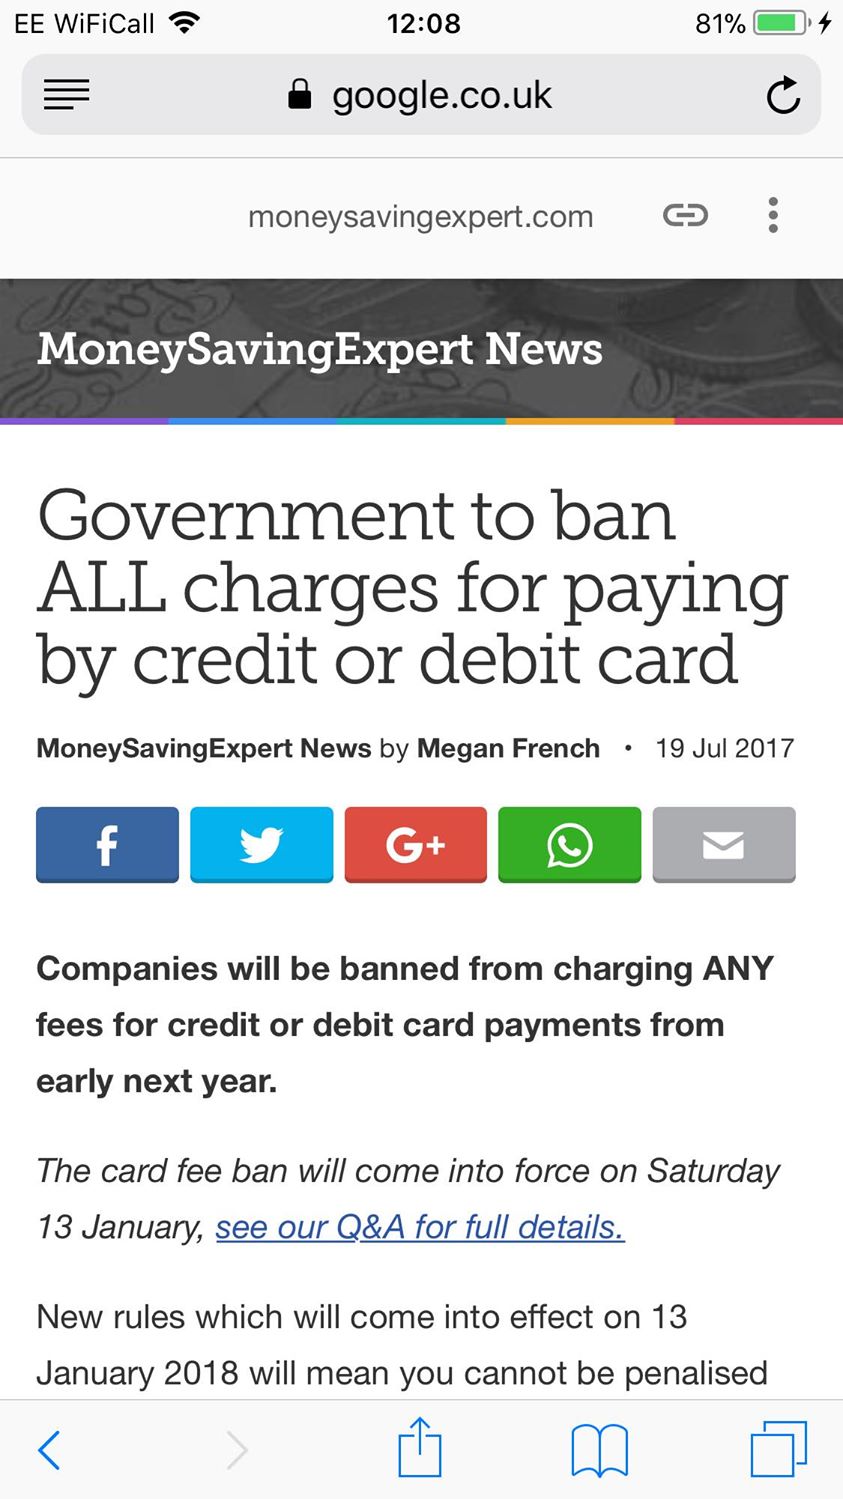 EE WiFiCall 12:08 81%
google.co.uk
moneysavingexpert.com
MoneySavingExpert News
Government to ban
ALL charges for paying
by credit or debit card
MoneySavingExpert News by Megan French • 19 Jul 2017
f G+
Companies will be banned from charging ANY
fees for credit or debit card payments from
early next year.
The card fee ban will come into force on Saturday
13 January, see our Q&A for full details.
New rules which will come into effect on 13
January 2018 will mean you cannot be penalised